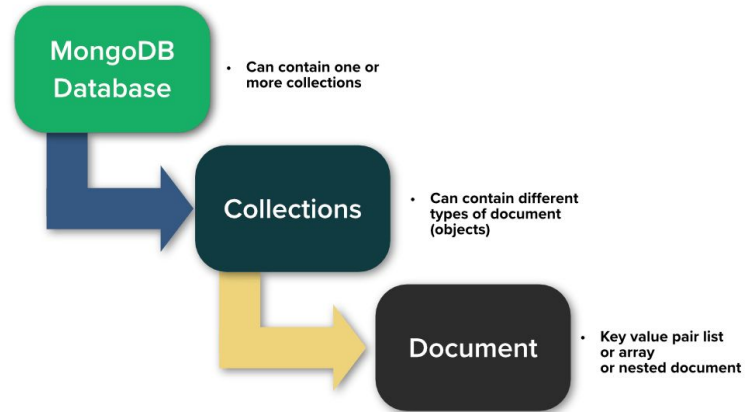 MongoDB
Database
• Can contain one or
more collections
Collections
• Can contain different
types of document
(objects)
Document
• Key value pair list
or array
or nested document